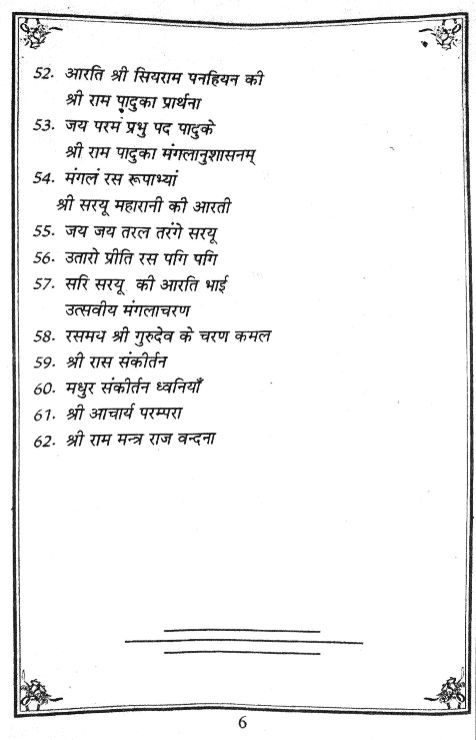 52. आरति श्री सियराम पनहियन की
श्री राम पादुका प्रार्थना
53. जय परम प्रभु पद पादुके
श्री राम पादुका मंगलानुशासनम्
54. मंगलं रस रूपाभ्यां
श्री सरयू महारानी की आरती
55. जय जय तरल तरंगे सरयू
56. उतारो प्रीति रस पगि पगि
57. सरि सरयू की आरति भाई
उत्सवीय मंगलाचरण
58. रसमय श्री गुरुदेव के चरण कमल
59. श्री रास संकीर्तन
60. मधुर संकीर्तन ध्वनियाँ
61. श्री आचार्य परम्परा
62. श्री राम मन्त्र राज वन्दना
6